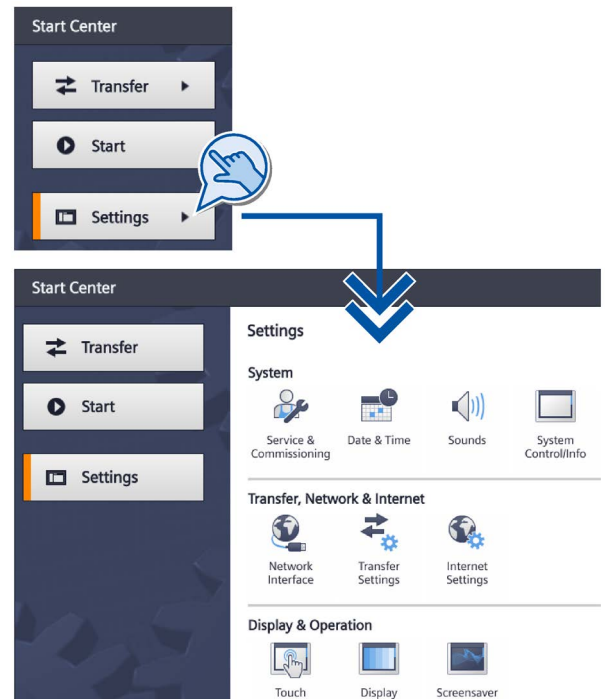 Start Center
Transfer
Start
Settings
Start Center
Transfer
Start
Settings
Settings
System
Service &
Commissioning
Date & Time
Sounds
System
Control/Info
Transfer, Network & Internet
Network
Interface
Transfer
Settings
Internet
Settings
Display & Operation
Touch
Display
Screensaver